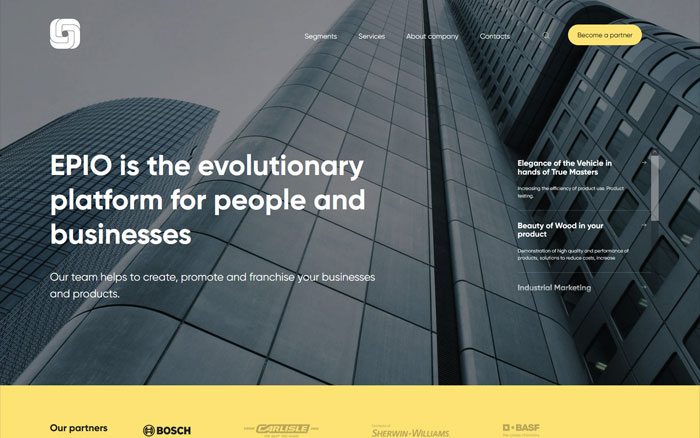 Segments Services About company Contacts Become a partner
EPIO is the evolutionary
platform for people and
businesses
Our team helps to create, promote and franchise your businesses
and products.
Elegance of the Vehicle in
hands of True Masters
Increasing the efficiency of product use. Product
testing.
Beauty of Wood in your
product
Demonstration of high quality and performance of
products, solutions to reduce costs, increase
Industrial Marketing
Our partners
BOSCH
CARLISLE
SHERWIN-WILLIAMS
BASF